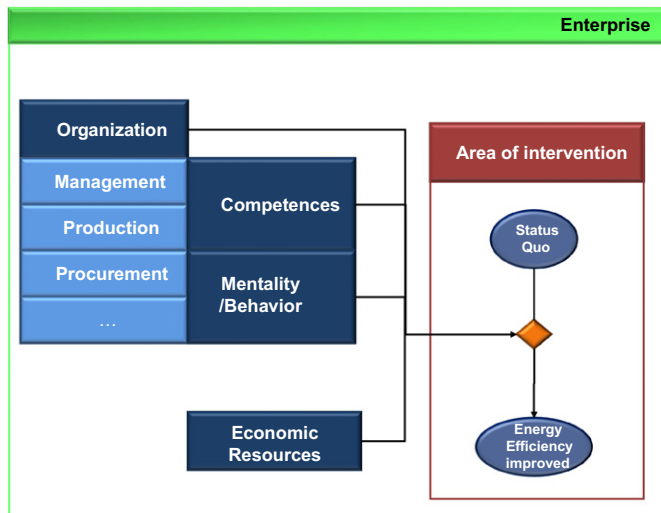 Enterprise
Organization
Management
Production
Procurement
...
Competences
Mentality
/Behavior
Economic
Resources
Area of intervention
Status
Quo
Energy
Efficiency
improved